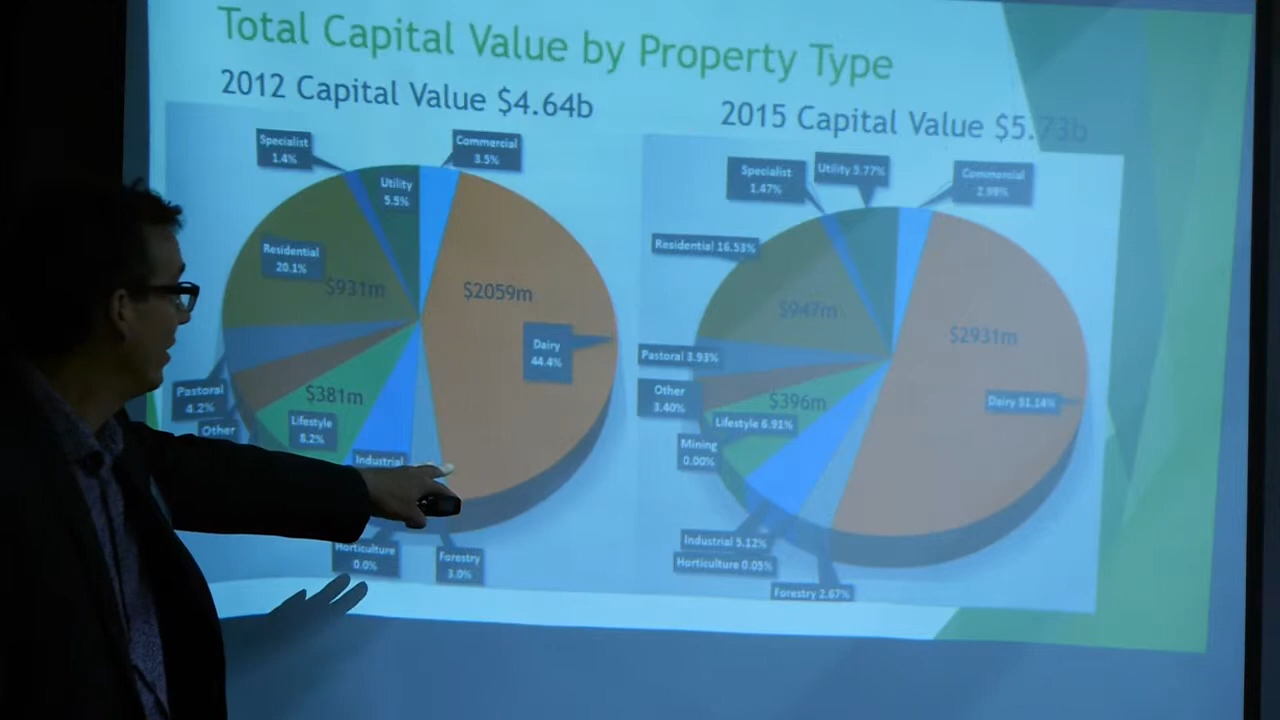 Total Capital Value by Property Type
2012 Capital Value $4.64b
2015 Capital Value $5.73b
Specialist
1.4%
Utility
5.5%
Commercial
3.5%
Residential
20.1%
$931m
$2059m
Dairy
44.4%
Pastoral
4.2%
Other
$381m
Lifestyle
8.2%
Industrial
Horticulture
0.0%
Forestry
3.0%
Specialist
1.47%
Utility 5.77%
Commercial
2.99%
Residential 16.53%
$947m
$2931m
Pastoral 3.93%
Other
3.40%
$396m
Dairy 51.14%
Lifestyle 6.91%
Mining
0.00%
Industrial 5.12%
Horticulture 0.05%
Forestry 2.67%